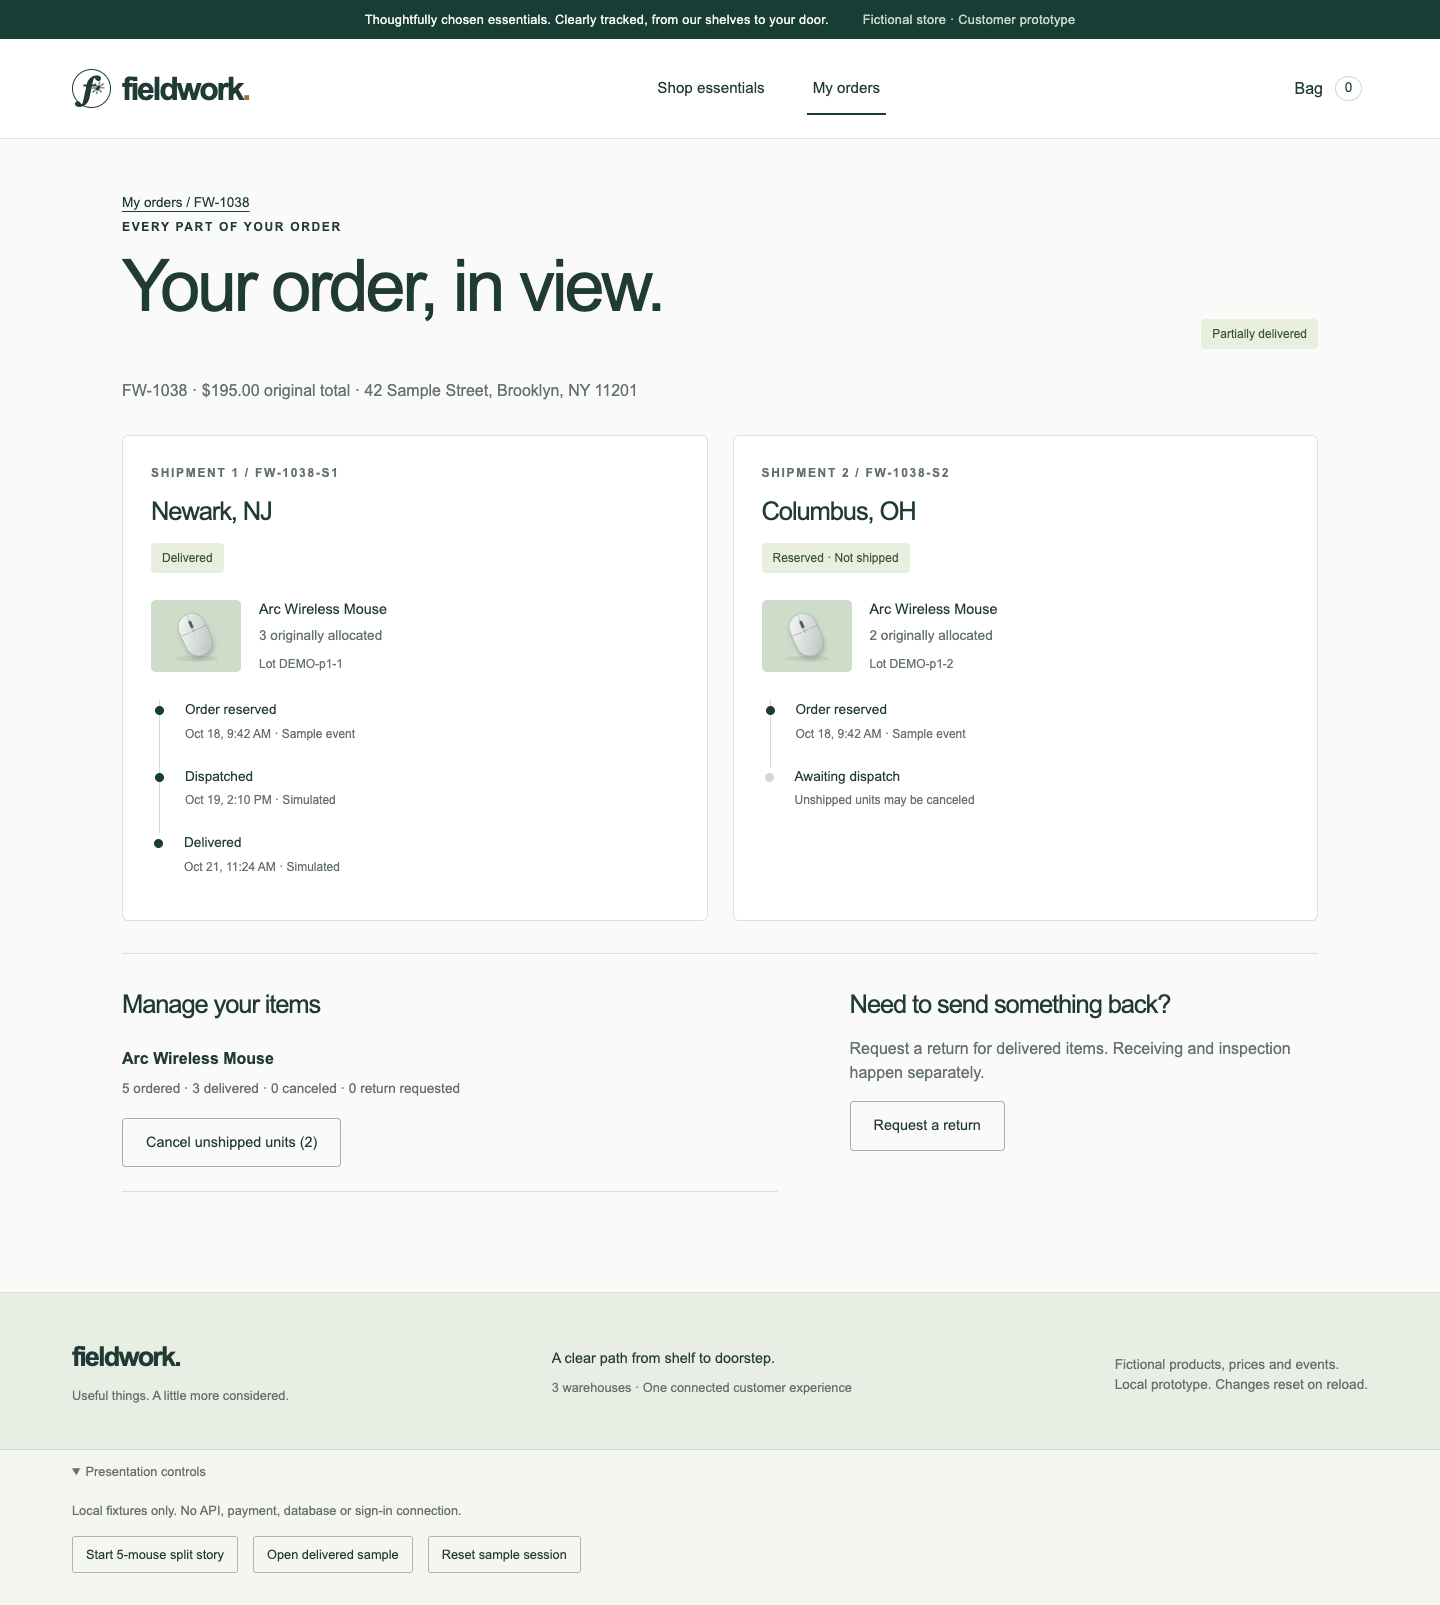 Thoughtfully chosen essentials. Clearly tracked, from our shelves to your door.
Fictional store · Customer prototype
fieldwork.
Shop essentials
My orders
Bag 0
My orders / FW-1038
EVERY PART OF YOUR ORDER
Your order, in view.
Partially delivered
FW-1038 · $195.00 original total · 42 Sample Street, Brooklyn, NY 11201
SHIPMENT 1 / FW-1038-S1
Newark, NJ
Delivered
Arc Wireless Mouse
3 originally allocated
Lot DEMO-p1-1
Order reserved
Oct 18, 9:42 AM · Sample event
Dispatched
Oct 19, 2:10 PM · Simulated
Delivered
Oct 21, 11:24 AM · Simulated
SHIPMENT 2 / FW-1038-S2
Columbus, OH
Reserved · Not shipped
Arc Wireless Mouse
2 originally allocated
Lot DEMO-p1-2
Order reserved
Oct 18, 9:42 AM · Sample event
Awaiting dispatch
Unshipped units may be canceled
Manage your items
Arc Wireless Mouse
5 ordered · 3 delivered · 0 canceled · 0 return requested
Cancel unshipped units (2)
Need to send something back?
Request a return for delivered items. Receiving and inspection
happen separately.
Request a return
fieldwork.
Useful things. A little more considered.
A clear path from shelf to doorstep.
3 warehouses · One connected customer experience
Fictional products, prices and events.
Local prototype. Changes reset on reload.
▼ Presentation controls
Local fixtures only. No API, payment, database or sign-in connection.
Start 5-mouse split story
Open delivered sample
Reset sample session